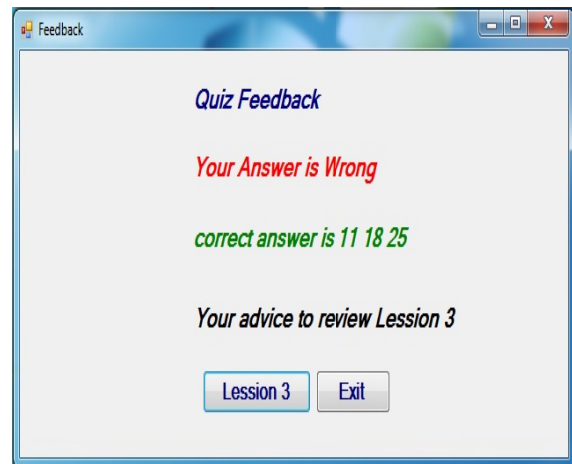 Feedback
Quiz Feedback
Your Answer is Wrong
correct answer is 11 18 25
Your advice to review Lession 3
Lession 3 Exit